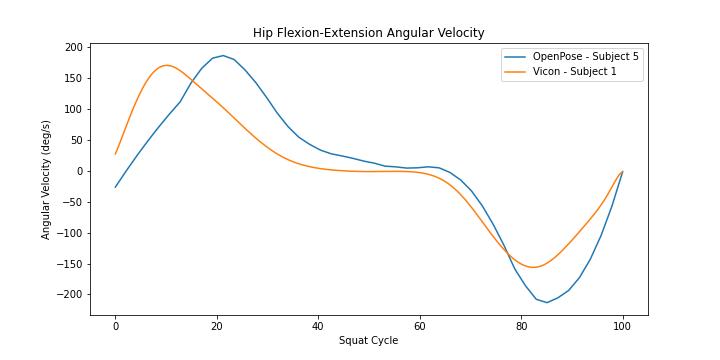 Hip Flexion-Extension Angular Velocity
OpenPose - Subject 5
Vicon - Subject 1
Angular Velocity (deg/s)
200
150
100
50
0
−50
−100
−150
−200
0 20 40 60 80 100
Squat Cycle